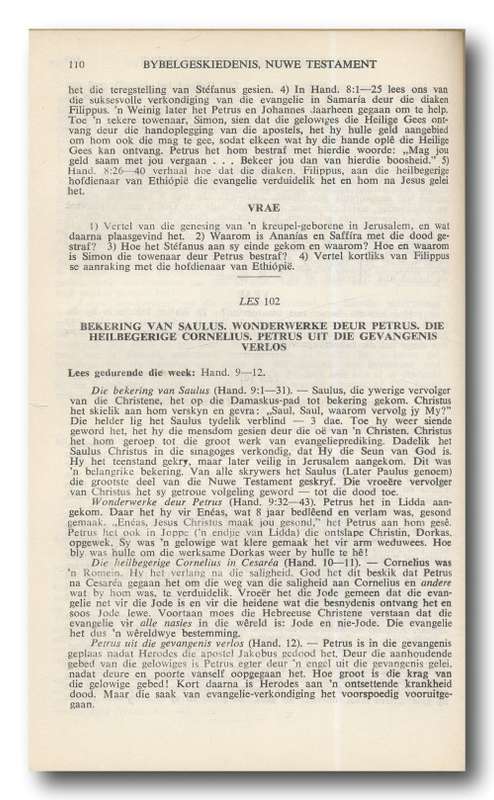 110 BYBELGESKIEDENIS, NUWE TESTAMENT
het die teregstelling van Stéfanus gesien. 4) In Hand. 8:1—25 lees ons van
die suksesvolle verkondiging van die evangelie in Samaría deur die diaken
Filippus. 'n Weinig later het Petrus en Johannes daarheen gegaan om te help.
Toe 'n sekere towenaar, Simon, sien dat die gelowiges die Heilige Gees ont-
vang deur die handoplegging van die apostels, het hy hulle geld aangebied
om hom ook die mag te gee, sodat elkeen wat hy die hande oplê die Heilige
Gees kan ontvang. Petrus het hom bestraf met hierdie woorde: „Mag jou
geld saam met jou vergaan . . . Bekeer jou dan van hierdie boosheid." 5)
Hand. 8:26—40 verhaal hoe dat die diaken, Filippus, aan die heilbegerige
hofdienaar van Ethiópië die evangelie verduidelik het en hom na Jesus gelei
het.
VRAE
1) Vertel van die genesing van 'n kreupel-geborene in Jerusalem, en wat
daarna plaasgevind het. 2) Waarom is Ananías en Saffíra met die dood ge-
straf? 3) Hoe het Stéfanus aan sy einde gekom en waarom? Hoe en waarom
is Simon die towenaar deur Petrus bestraf? 4) Vertel kortliks van Filippus
se aanraking met die hofdienaar van Ethiópië.
LES 102
BEKERING VAN SAULUS. WONDERWERKE DEUR PETRUS. DIE
HEILBEGERIGE CORNELIUS. PETRUS UIT DIE GEVANGENIS
VERLOS
Lees gedurende die week: Hand. 9—12.
Die bekering van Saulus (Hand. 9:1—31). — Saulus, die ywerige vervolger
van die Christene, het op die Damaskus-pad tot bekering gekom. Christus
het skielik aan hom verskyn en gevra: „Saul, Saul, waarom vervolg jy My?"
Die helder lig het Saulus tydelik verblind — 3 dae. Toe hy weer siende
geword het, het hy die mensdom gesien deur die oë van 'n Christen. Christus
het hom geroep tot die groot werk van evangelieprediking. Dadelik het
Saulus Christus in die sinagoges verkondig, dat Hy die Seun van God is.
Hy het teenstand gekry, maar later veilig in Jerusalem aangekom. Dit was
'n belangrike bekering. Van alle skrywers het Saulus (Later Paulus genoem)
die grootste deel van die Nuwe Testament geskryf. Die vroeëre vervolger
van Christus het sy getroue volgeling geword — tot die dood toe.
Wonderwerke deur Petrus (Hand. 9:32—43). Petrus het in Lidda aan-
gekom. Daar het hy vir Enéas, wat 8 jaar bedlêend en verlam was, gesond
gemaak. „Enéas, Jesus Christus maak jou gesond," het Petrus aan hom gesê.
Petrus het ook in Joppe ('n endjie van Lidda) die ontslape Christin, Dorkas,
opgewek. Sy was 'n gelowige wat klere gemaak het vir arm weduwees. Hoe
bly was hulle om die werksame Dorkas weer by hulle te hê!
Die heilbegerige Cornelius in Cesaréa (Hand. 10—11). — Cornelius was
'n Romein. Hy het verlang na die saligheid. God het dit beskik dat Petrus
na Cesaréa gegaan het om die weg van die saligheid aan Cornelius en andere
wat by hom was, te verduidelik. Vroeër het die Jode gemeen dat die evan-
gelie net vir die Jode is en vir die heidene wat die besnydenis ontvang het en
soos Jode lewe. Voortaan moes die Hebreeuse Christene verstaan dat die
evangelie vir alle nasies in die wêreld is: Jode en nie-Jode. Die evangelie
het dus 'n wêreldwye bestemming.
Petrus uit die gevangenis verlos (Hand. 12). — Petrus is in die gevangenis
geplaas nadat Herodes die apostel Jakobus gedood het. Deur die aanhoudende
gebed van die gelowiges is Petrus egter deur 'n engel uit die gevangenis gelei,
nadat deure en poorte vanself oopgegaan het. Hoe groot is die krag van
die gelowige gebed! Kort daarna is Herodes aan 'n ontsettende krankheid
dood. Maar die saak van evangelie-verkondiging het voorspoedig vooruitge-
gaan.